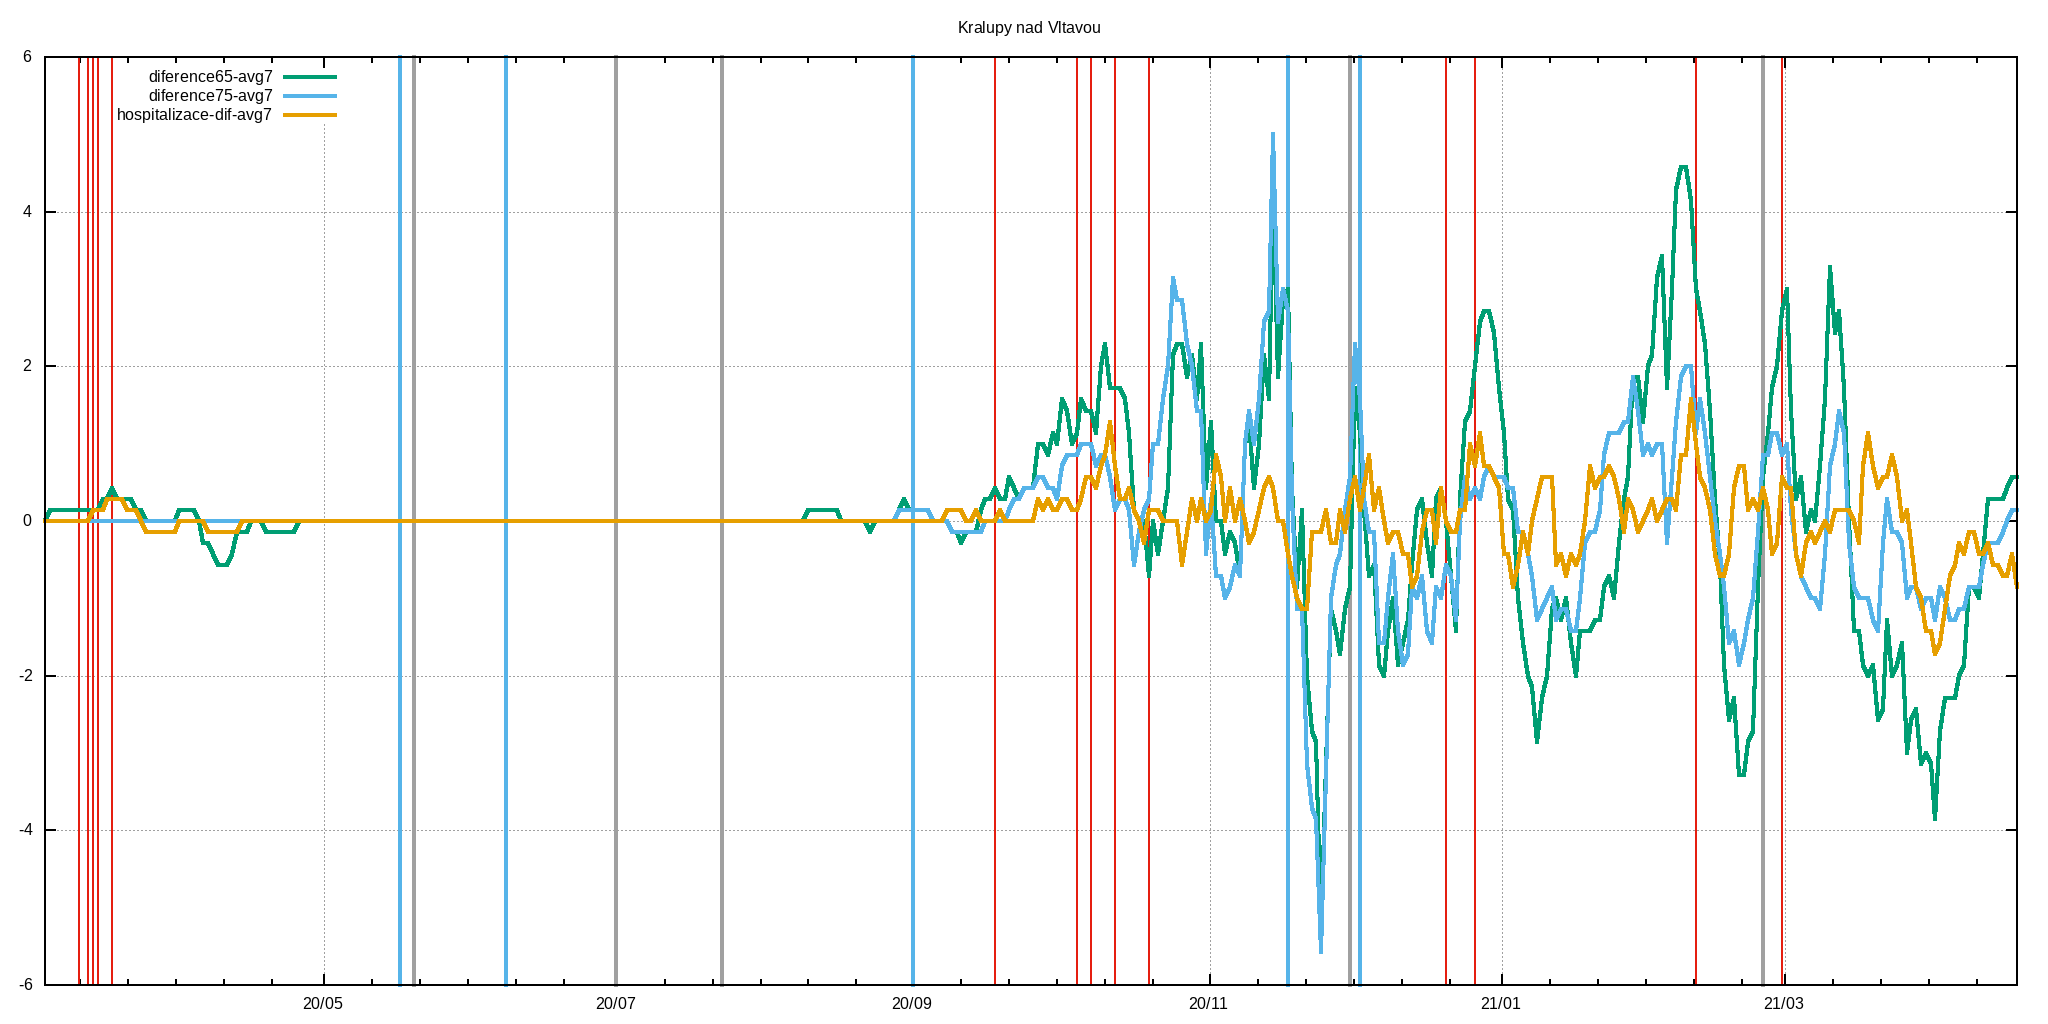 Kralupy nad Vltavou
6
diference65-avg7
diference75-avg7
hospitalizace-dif-avg7
4
2
0
-2
-4
-6
20/05 20/07 20/09 20/11 21/01 21/03